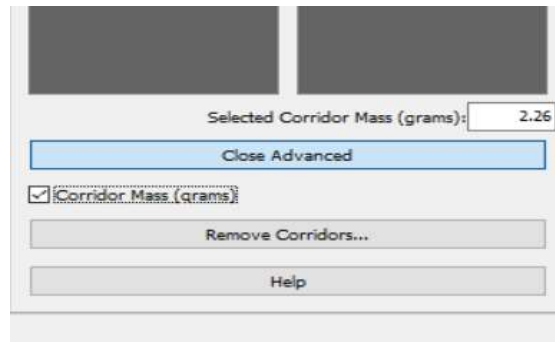 Selected Corridor Mass (grams): 2.26
Close Advanced
Corridor Mass (grams)
Remove Corridors...
Help